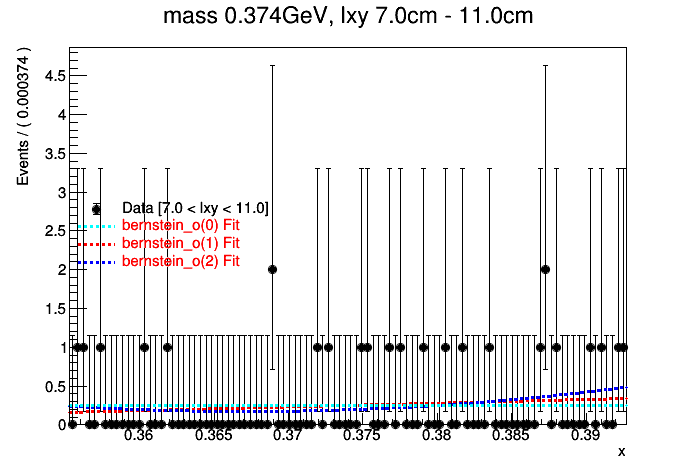 mass 0.374GeV, lxy 7.0cm - 11.0cm
Events / ( 0.000374 )
4.5
4
3.5
3
2.5
2
1.5
1
0.5
0
Data [7.0 < lxy < 11.0]
bernstein_o(0) Fit
bernstein_o(1) Fit
bernstein_o(2) Fit
0.36 0.365 0.37 0.375 0.38 0.385 0.39
x